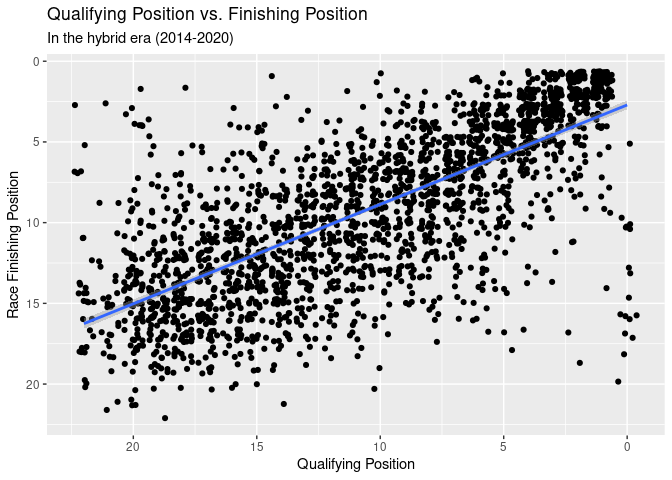 Qualifying Position vs. Finishing Position
In the hybrid era (2014-2020)
0
5
10
15
20
Race Finishing Position
20
15
10
5
0
Qualifying Position